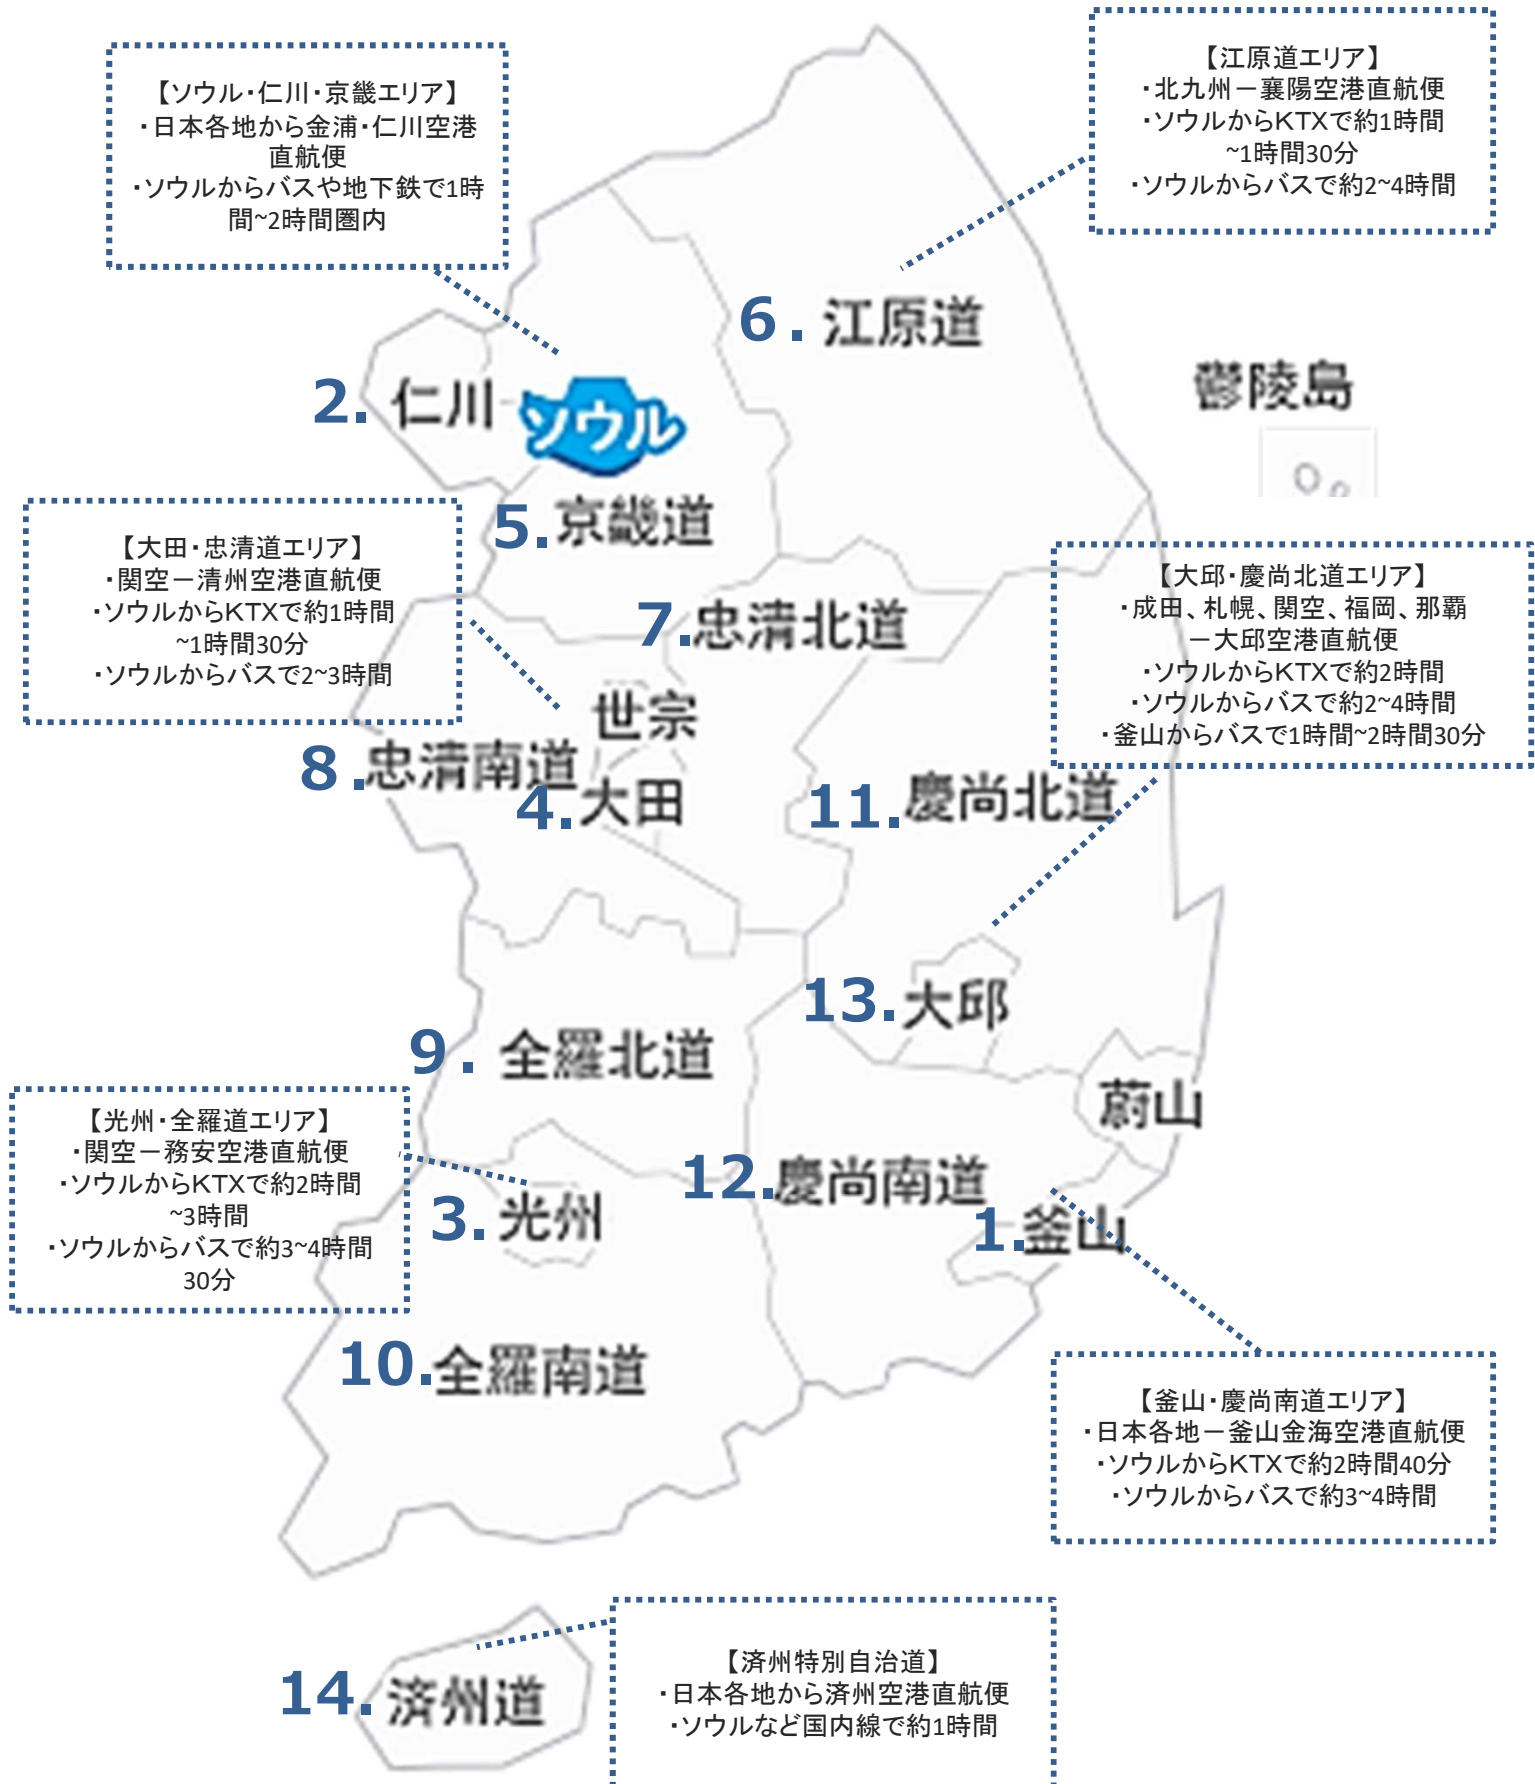 【江原道エリア】
・北九州－襄陽空港直航便
・ソウルからKTXで約1時間
~1時間30分
・ソウルからバスで約2~4時間
【ソウル・仁川・京畿エリア】
・日本各地から金浦・仁川空港
直航便
・ソウルからバスや地下鉄で1時
間~2時間圏内
6. 江原道
鬱陵島
2. 仁川
ソウル
5. 京畿道
【大田・忠清道エリア】
・関空－清州空港直航便
・ソウルからKTXで約1時間
~1時間30分
・ソウルからバスで2~3時間
【大邱・慶尚北道エリア】
・成田、札幌、関空、福岡、那覇
－大邱空港直航便
・ソウルからKTXで約2時間
・ソウルからバスで約2~4時間
・釜山からバスで1時間~2時間30分
7. 忠清北道
世宗
8. 忠清南道
4. 大田
11. 慶尚北道
13. 大邱
9. 全羅北道
蔚山
【光州・全羅道エリア】
・関空－務安空港直航便
・ソウルからKTXで約2時間
~3時間
・ソウルからバスで約3~4時間
30分
12. 慶尚南道
3. 光州
1. 釜山
10. 全羅南道
【釜山・慶尚南道エリア】
・日本各地－釜山金海空港直航便
・ソウルからKTXで約2時間40分
・ソウルからバスで約3~4時間
14. 済州道
【済州特別自治道】
・日本各地から済州空港直航便
・ソウルなど国内線で約1時間